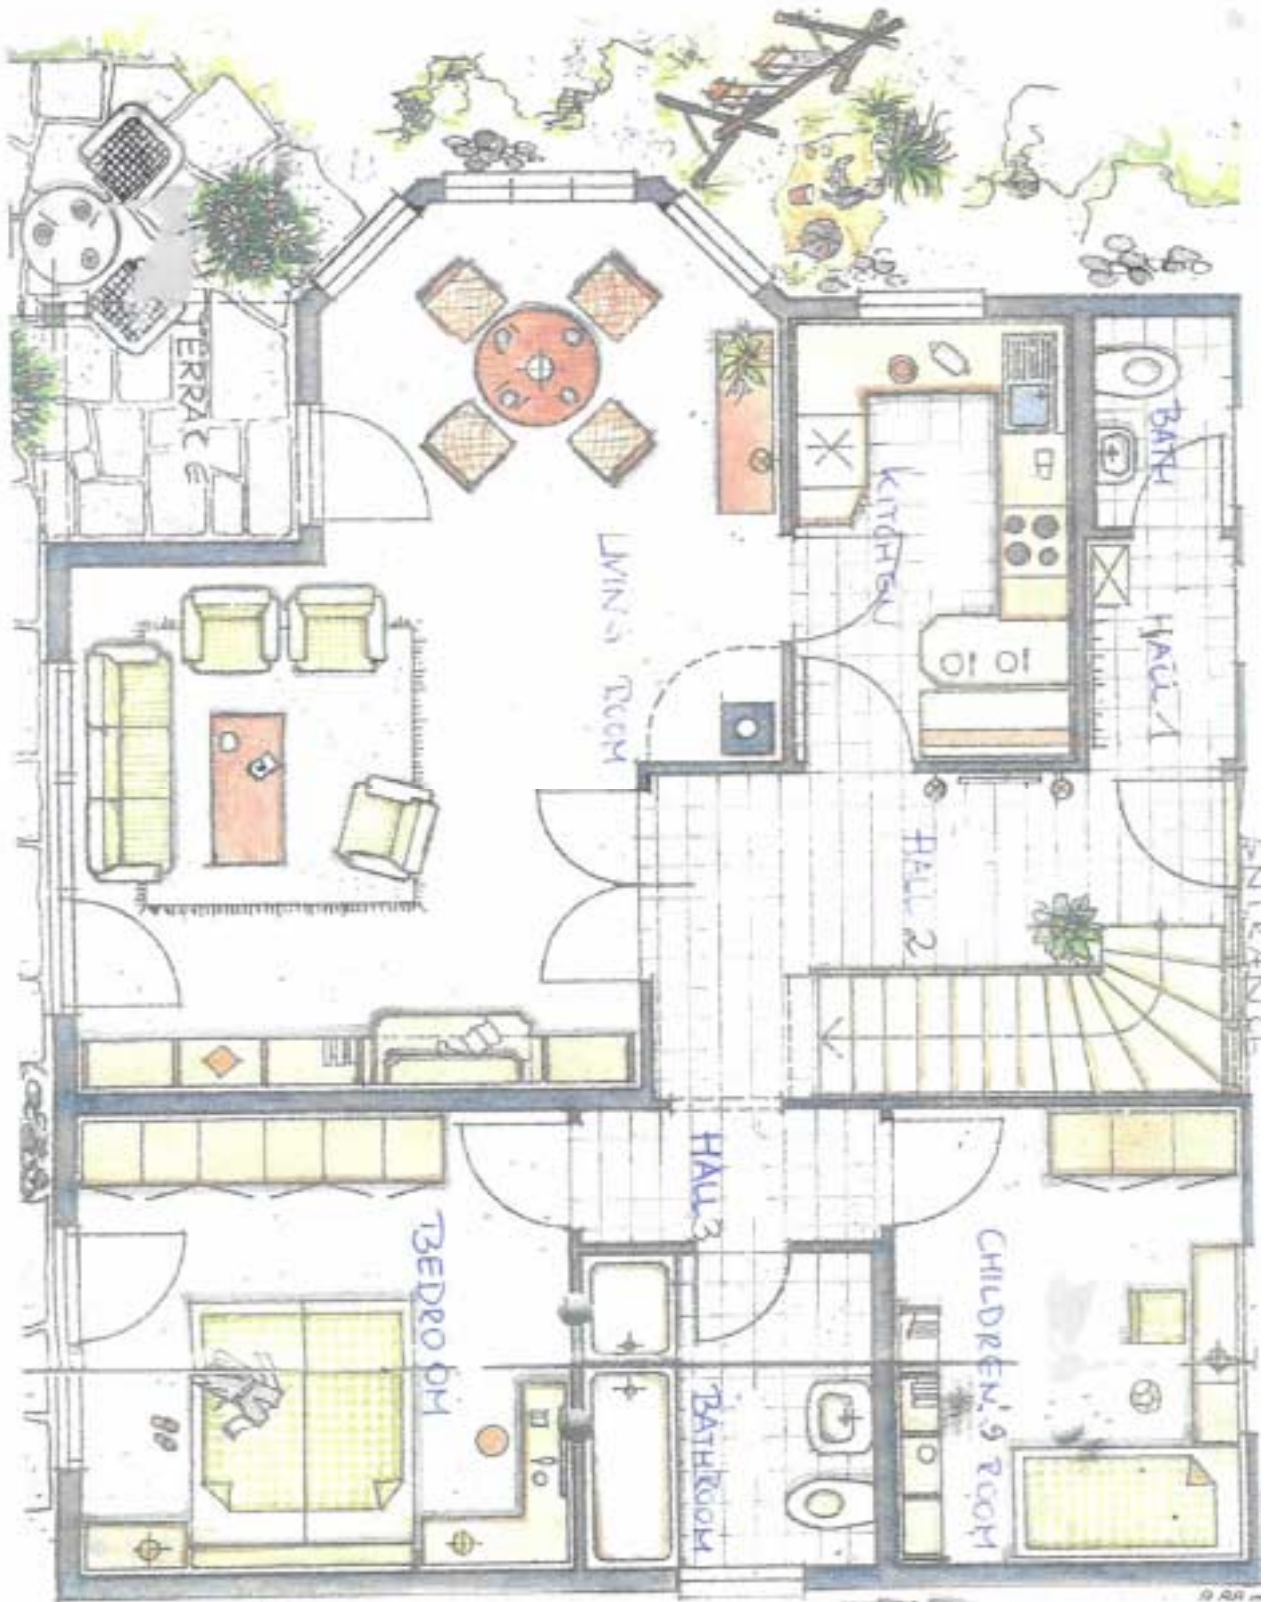 TERRACE
BATH
KITCHEN
LIVING ROOM
HALL 1
HALL 2
ENTRANCE
HALL 3
BEDROOM
CHILDREN'S ROOM
BATHROOM